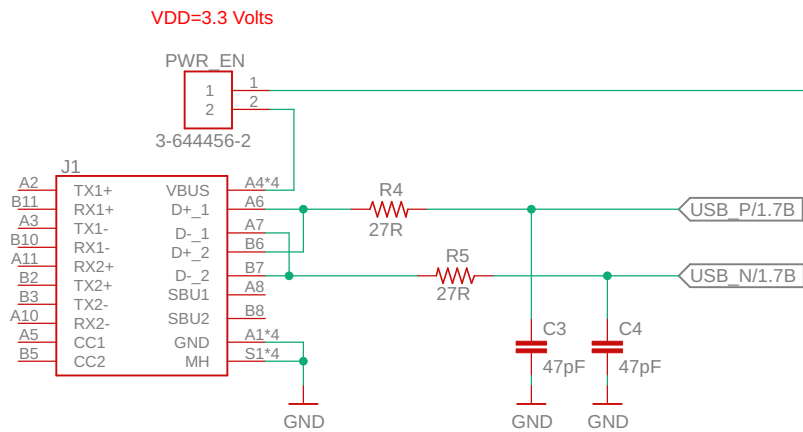 VDD=3.3 Volts
PWR_EN
1 1
2 2
3-644456-2
J1
A2 TX1+ VBUS A4*4
B11 RX1+ D+_1 A6
A3 TX1- D-_1 A7
B10 RX1- D+_2 B6
A11 RX2+ D-_2 B7
B2 TX2+ SBU1 A8
B3 TX2- SBU2 B8
A10 RX2-
A5 CC1 GND A1*4
B5 CC2 MH S1*4
R4
27R
USB_P/1.7B
R5
27R
USB_N/1.7B
C3
47pF
C4
47pF
GND
GND
GND